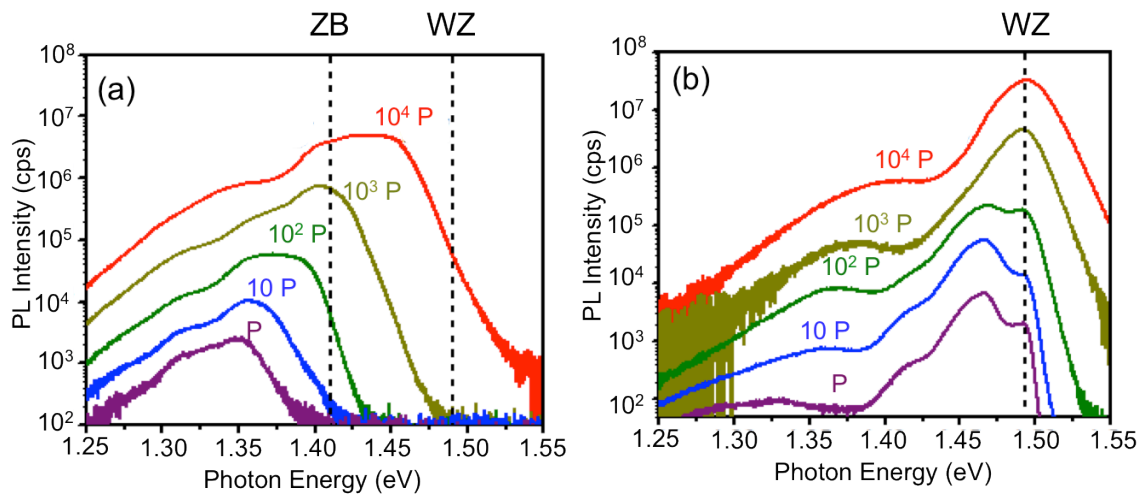 ZB WZ
(a)
PL Intensity (cps)
10⁸
10⁷
10⁶
10⁵
10⁴
10³
10²
10⁴ P
10³ P
10² P
10 P
P
1.25 1.30 1.35 1.40 1.45 1.50 1.55
Photon Energy (eV)
WZ
(b)
PL Intensity (cps)
10⁸
10⁷
10⁶
10⁵
10⁴
10³
10²
10⁴ P
10³ P
10² P
10 P
P
1.25 1.30 1.35 1.40 1.45 1.50 1.55
Photon Energy (eV)